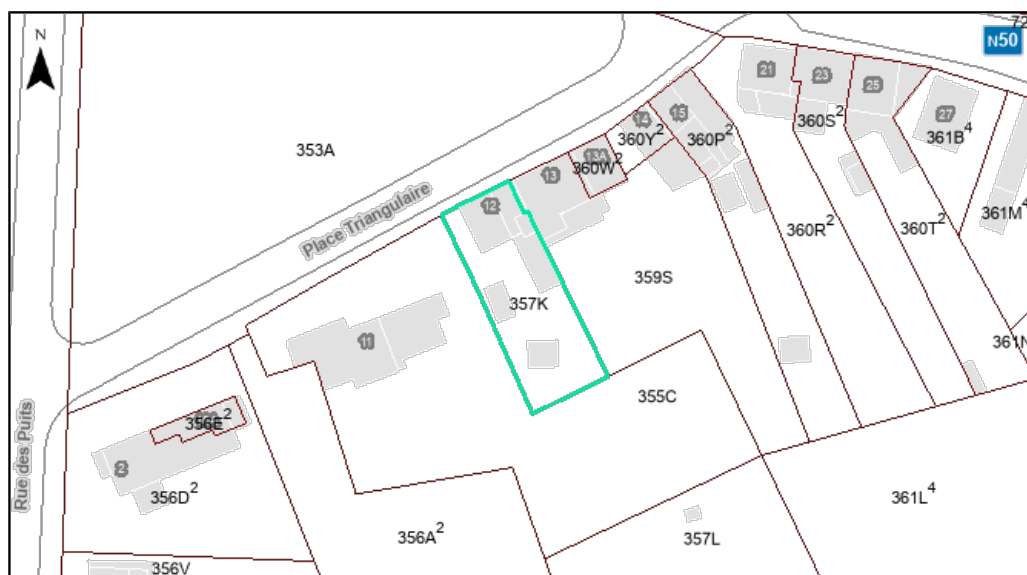 72
N50
N
21
23
25
27
353A
14
15
360S²
360Y²
360P²
361B⁴
13A
360W²
13
Place Triangulaire
12
361M⁴
360R²
360T²
359S
357K
11
361N
355C
Rue des Puits
356E²
2
356D²
361L⁴
356A²
357L
356V